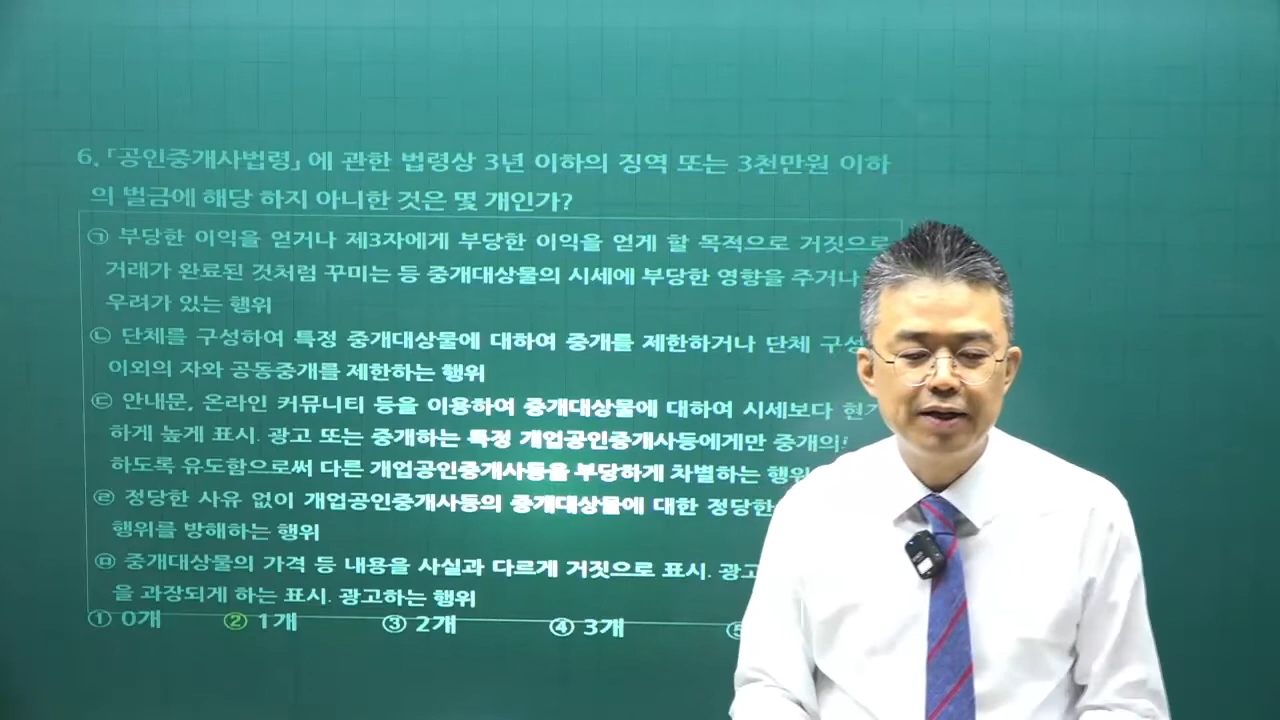 6. 「공인중개사법령」에 관한 법령상 3년 이하의 징역 또는 3천만원 이하
의 벌금에 해당 하지 아니한 것은 몇 개인가?
㉠ 부당한 이익을 얻거나 제3자에게 부당한 이익을 얻게 할 목적으로 거짓으로
거래가 완료된 것처럼 꾸미는 등 중개대상물의 시세에 부당한 영향을 주거나
우려가 있는 행위
㉡ 단체를 구성하여 특정 중개대상물에 대하여 중개를 제한하거나 단체
이외의 자와 공동중개를 제한하는 행위
㉢ 안내문, 온라인 커뮤니티 등을 이용하여 중개대상물에 대하여 시세보다
하게 높게 표시. 광고 또는 중개하는 특정 개업공인중개사등에게만
하도록 유도함으로써 다른 개업공인중개사등을 부당하게 차별하는
㉣ 정당한 사유 없이 개업공인중개사등의 중개대상물에 대한 정당한
행위를 방해하는 행위
㉤ 중개대상물의 가격 등 내용을 사실과 다르게 거짓으로 표시.
을 과장되게 하는 표시. 광고하는 행위
① 0개 ② 1개 ③ 2개 ④ 3개